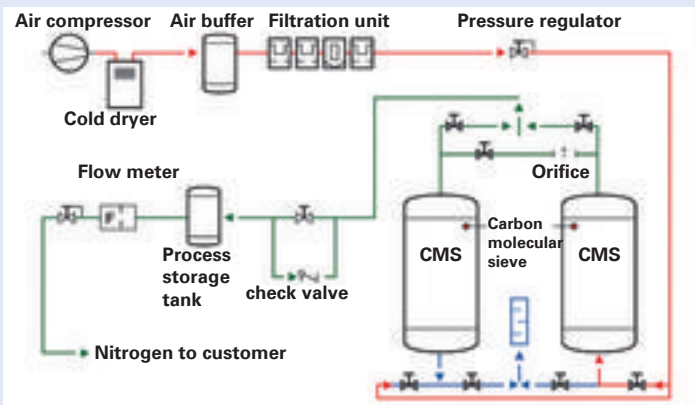 Air compressor
Air buffer
Filtration unit
Pressure regulator
Cold dryer
Flow meter
Orifice
F
CMS
Carbon
molecular
sieve
CMS
Process
storage
tank
check valve
Nitrogen to customer